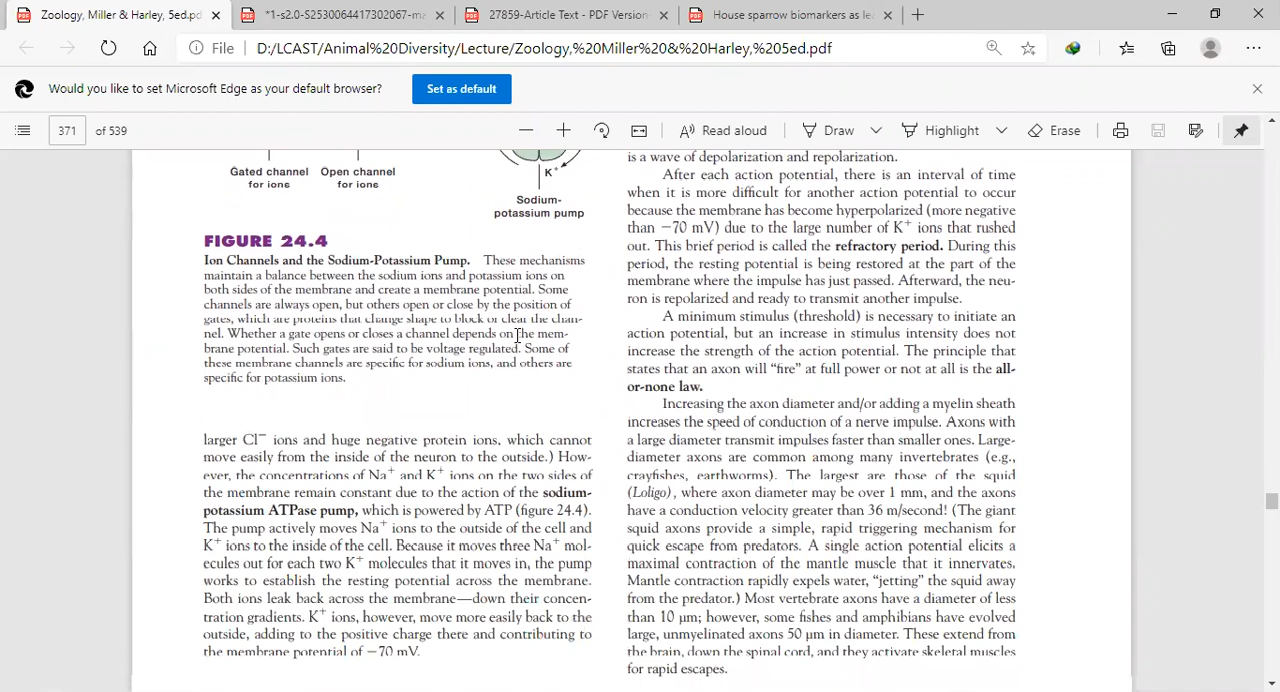 Zoology, Miller & Harley, 5ed.pd
*1-s2.0-S2530064417302067-ma
27859-Article Text - PDF Version-
House sparrow biomarkers as lea
File
D:/LCAST/Animal%20Diversity/Lecture/Zoology,%20Miller%20&%20Harley,%205ed.pdf
Would you like to set Microsoft Edge as your default browser?
Set as default
371 of 539
Read aloud
Draw
Highlight
Erase
Gated channel
for ions
Open channel
for ions
K+
Sodium-
potassium pump
FIGURE 24.4
Ion Channels and the Sodium-Potassium Pump. These mechanisms
maintain a balance between the sodium ions and potassium ions on
both sides of the membrane and create a membrane potential. Some
channels are always open, but others open or close by the position of
gates, which are proteins that change shape to block or clear the chan-
nel. Whether a gate opens or closes a channel depends on the mem-
brane potential. Such gates are said to be voltage regulated. Some of
these membrane channels are specific for sodium ions, and others are
specific for potassium ions.
larger Cl− ions and huge negative protein ions, which cannot
move easily from the inside of the neuron to the outside.) How-
ever, the concentrations of Na+ and K+ ions on the two sides of
the membrane remain constant due to the action of the sodium-
potassium ATPase pump, which is powered by ATP (figure 24.4).
The pump actively moves Na+ ions to the outside of the cell and
K+ ions to the inside of the cell. Because it moves three Na+ mol-
ecules out for each two K+ molecules that it moves in, the pump
works to establish the resting potential across the membrane.
Both ions leak back across the membrane—down their concen-
tration gradients. K+ ions, however, move more easily back to the
outside, adding to the positive charge there and contributing to
the membrane potential of −70 mV.
is a wave of depolarization and repolarization.
After each action potential, there is an interval of time
when it is more difficult for another action potential to occur
because the membrane has become hyperpolarized (more negative
than −70 mV) due to the large number of K+ ions that rushed
out. This brief period is called the refractory period. During this
period, the resting potential is being restored at the part of the
membrane where the impulse has just passed. Afterward, the neu-
ron is repolarized and ready to transmit another impulse.
A minimum stimulus (threshold) is necessary to initiate an
action potential, but an increase in stimulus intensity does not
increase the strength of the action potential. The principle that
states that an axon will "fire" at full power or not at all is the all-
or-none law.
Increasing the axon diameter and/or adding a myelin sheath
increases the speed of conduction of a nerve impulse. Axons with
a large diameter transmit impulses faster than smaller ones. Large-
diameter axons are common among many invertebrates (e.g.,
crayfishes, earthworms). The largest are those of the squid
(Loligo), where axon diameter may be over 1 mm, and the axons
have a conduction velocity greater than 36 m/second! (The giant
squid axons provide a simple, rapid triggering mechanism for
quick escape from predators. A single action potential elicits a
maximal contraction of the mantle muscle that it innervates.
Mantle contraction rapidly expels water, "jetting" the squid away
from the predator.) Most vertebrate axons have a diameter of less
than 10 μm; however, some fishes and amphibians have evolved
large, unmyelinated axons 50 μm in diameter. These extend from
the brain, down the spinal cord, and they activate skeletal muscles
for rapid escapes.